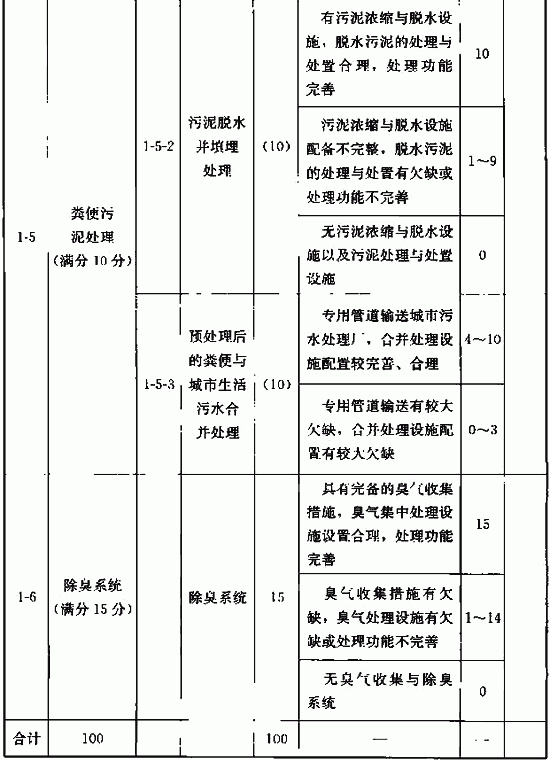 有污泥浓缩与脱水设
施，脱水污泥的处理与
处置合理，处理功能
完善
10
1-5
粪便污
泥处理
（满分10分）
1-5-2
污泥脱水
并填埋
处理
(10)
污泥浓缩与脱水设施
配备不完整，脱水污泥
的处理与处置有欠缺或
处理功能不完善
1～9
无污泥浓缩与脱水设
施以及污泥处理与处置
设施
0
1-5-3
预处理后
的粪便与
城市生活
污水合
并处理
(10)
专用管道输送城市污
水处理厂，合并处理设
施配置较完善、合理
4～10
专用管道输送有较大
欠缺，合并处理设施配
置有较大欠缺
0～3
1-6
除臭系统
（满分15分）
除臭系统
15
具有完备的臭气收集
措施，臭气集中处理设
施设置合理，处理功能
完善
15
臭气收集措施有欠
缺，臭气处理设施有欠
缺或处理功能不完善
1～14
无臭气收集与除臭
系统
0
合计
100
100
—
—